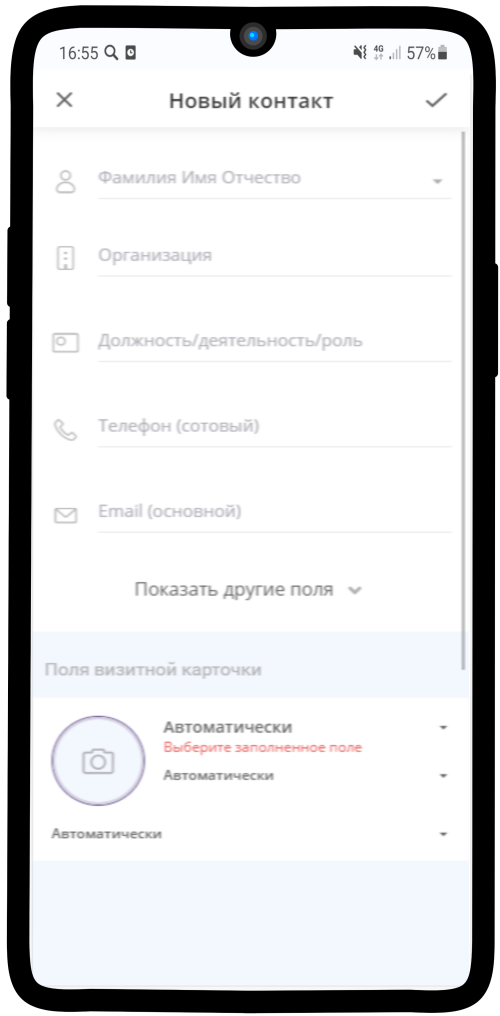 16:55 4G 57%
Новый контакт
Фамилия Имя Отчество
Организация
Должность/деятельность/роль
Телефон (сотовый)
Email (основной)
Показать другие поля
Поля визитной карточки
Автоматически
Выберите заполненное поле
Автоматически
Автоматически